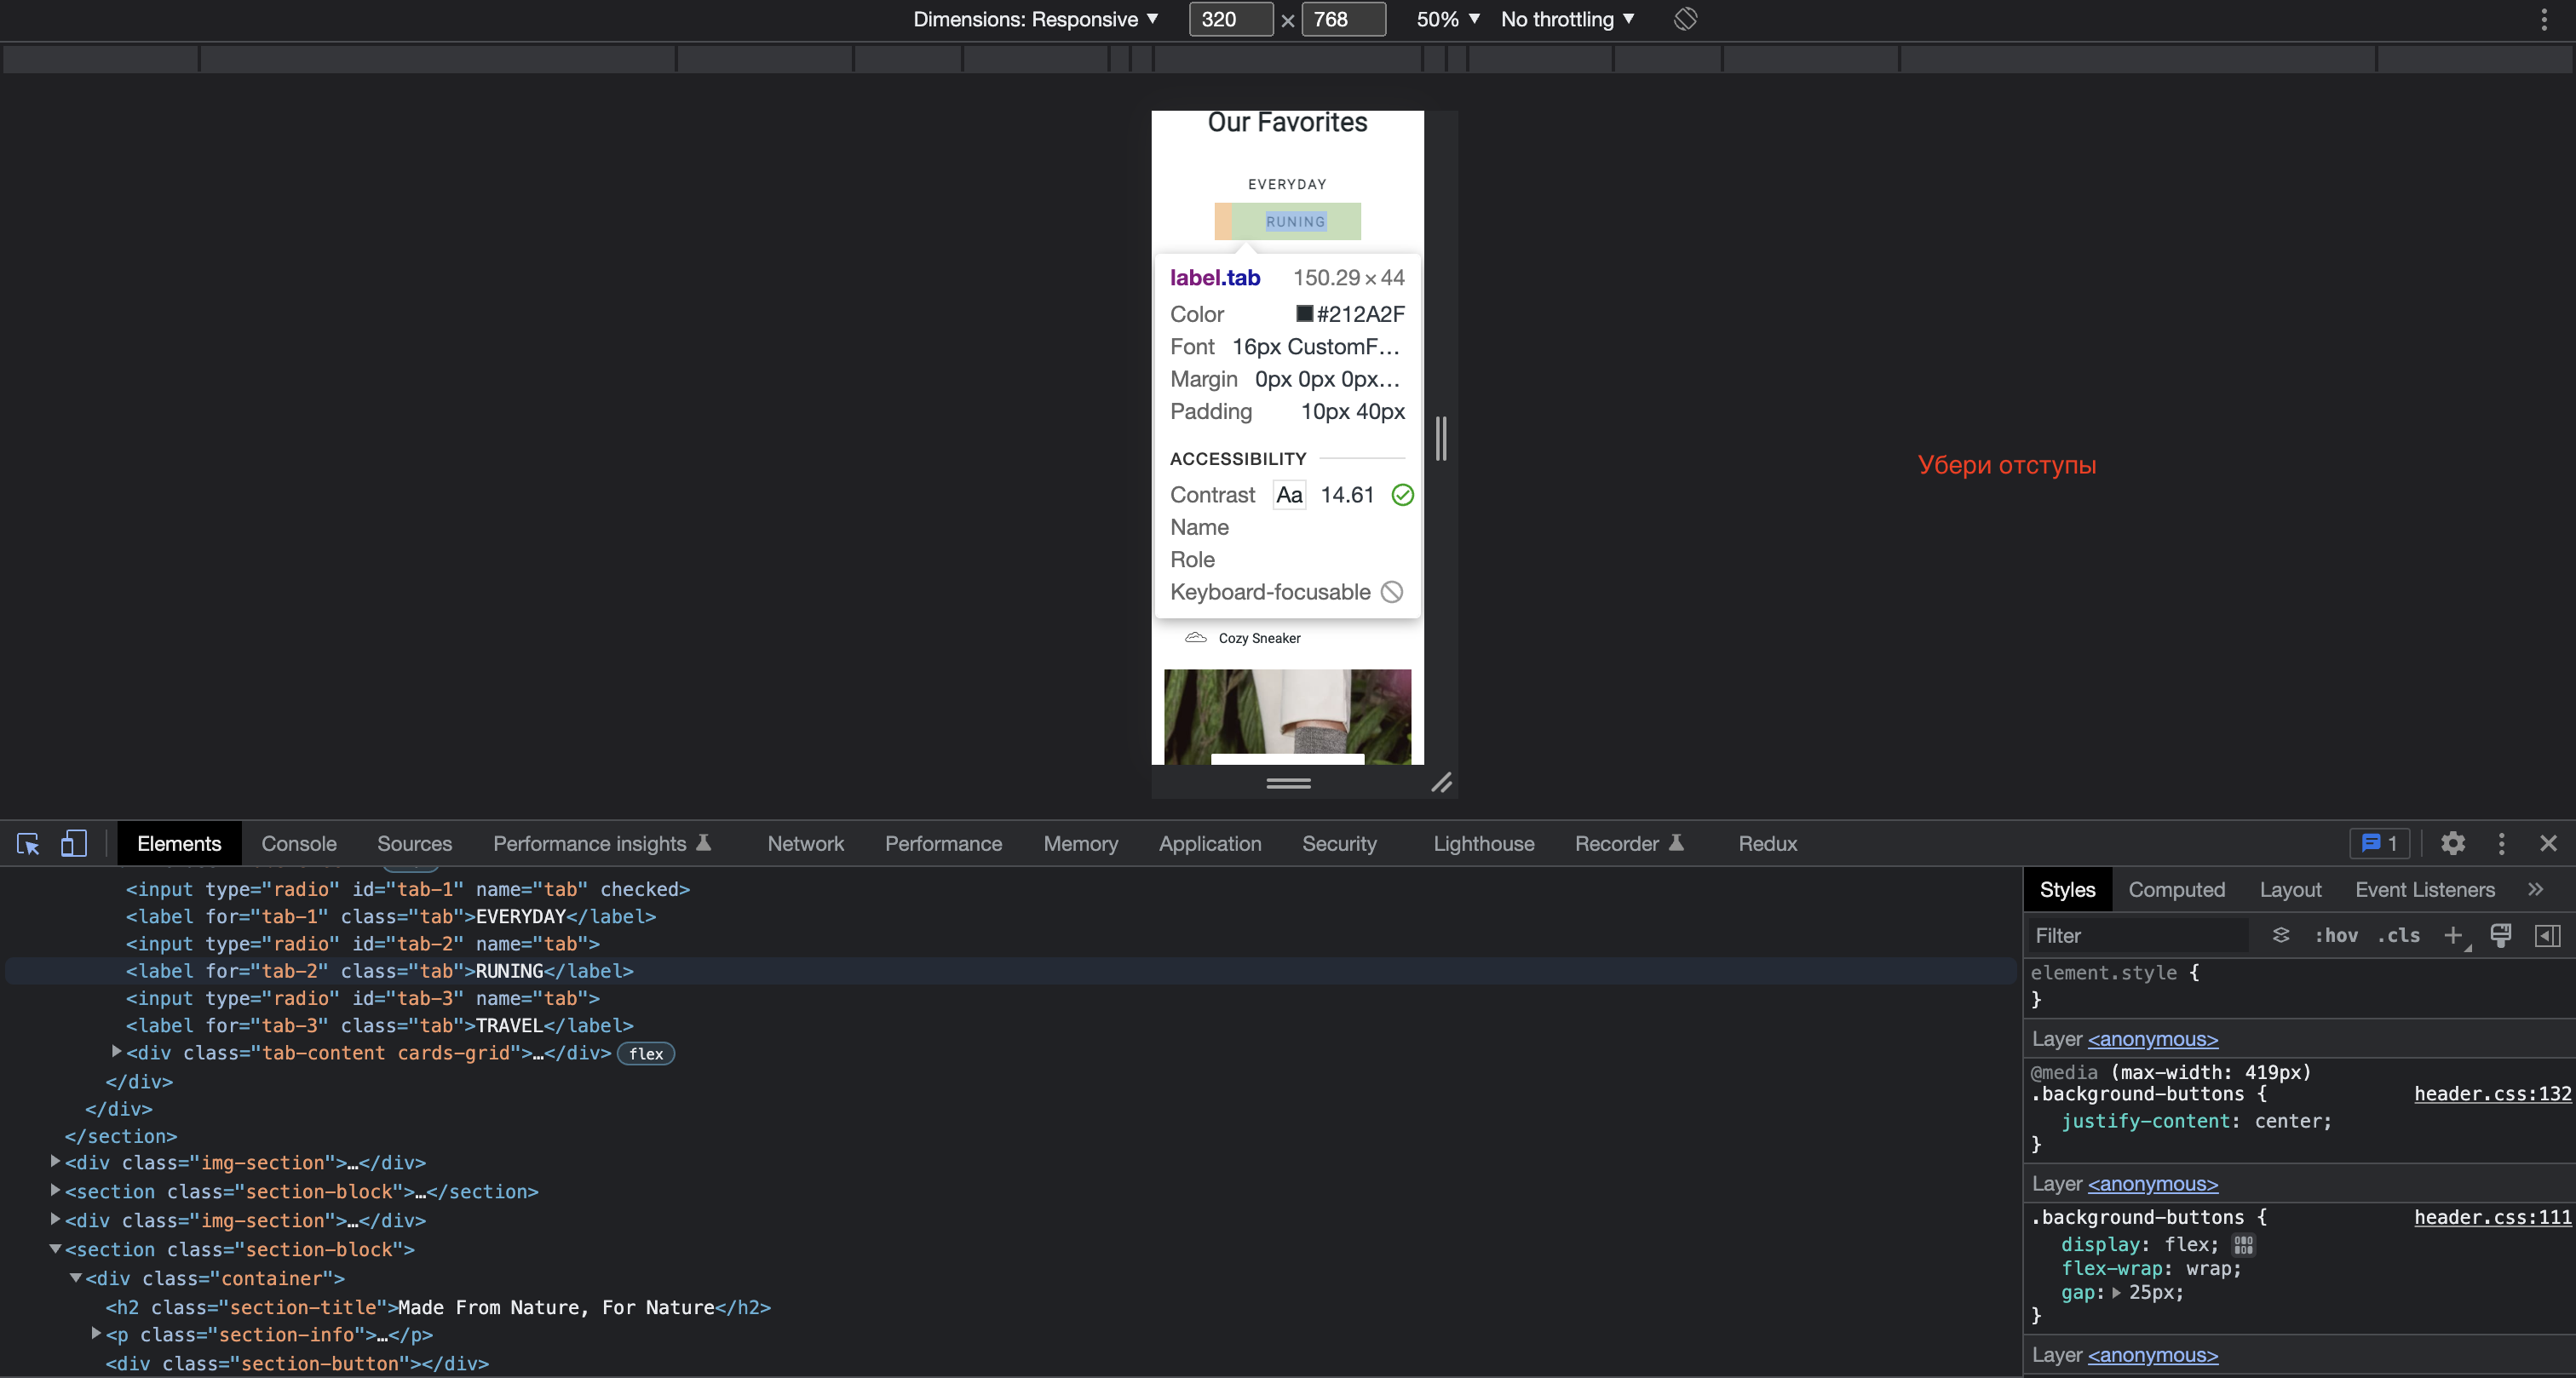 Dimensions: Responsive ▼ 320 × 768 50% ▼ No throttling ▼
Our Favorites
EVERYDAY
RUNING
label.tab 150.29 × 44
Color #212A2F
Font 16px CustomF...
Margin 0px 0px 0px...
Padding 10px 40px
ACCESSIBILITY
Contrast Aa 14.61
Name
Role
Keyboard-focusable
Cozy Sneaker
Убери отступы
Elements Console Sources Performance insights Network Performance Memory Application Security Lighthouse Recorder Redux 1
<input type="radio" id="tab-1" name="tab" checked>
<label for="tab-1" class="tab">EVERYDAY</label>
<input type="radio" id="tab-2" name="tab">
<label for="tab-2" class="tab">RUNING</label>
<input type="radio" id="tab-3" name="tab">
<label for="tab-3" class="tab">TRAVEL</label>
<div class="tab-content cards-grid">…</div> flex
</div>
</div>
</section>
<div class="img-section">…</div>
<section class="section-block">…</section>
<div class="img-section">…</div>
<section class="section-block">
<div class="container">
<h2 class="section-title">Made From Nature, For Nature</h2>
<p class="section-info">…</p>
<div class="section-button"></div>
Styles Computed Layout Event Listeners »
Filter :hov .cls +
element.style {
}
Layer <anonymous>
@media (max-width: 419px)
.background-buttons { header.css:132
justify-content: center;
}
Layer <anonymous>
.background-buttons { header.css:111
display: flex;
flex-wrap: wrap;
gap: 25px;
}
Layer <anonymous>